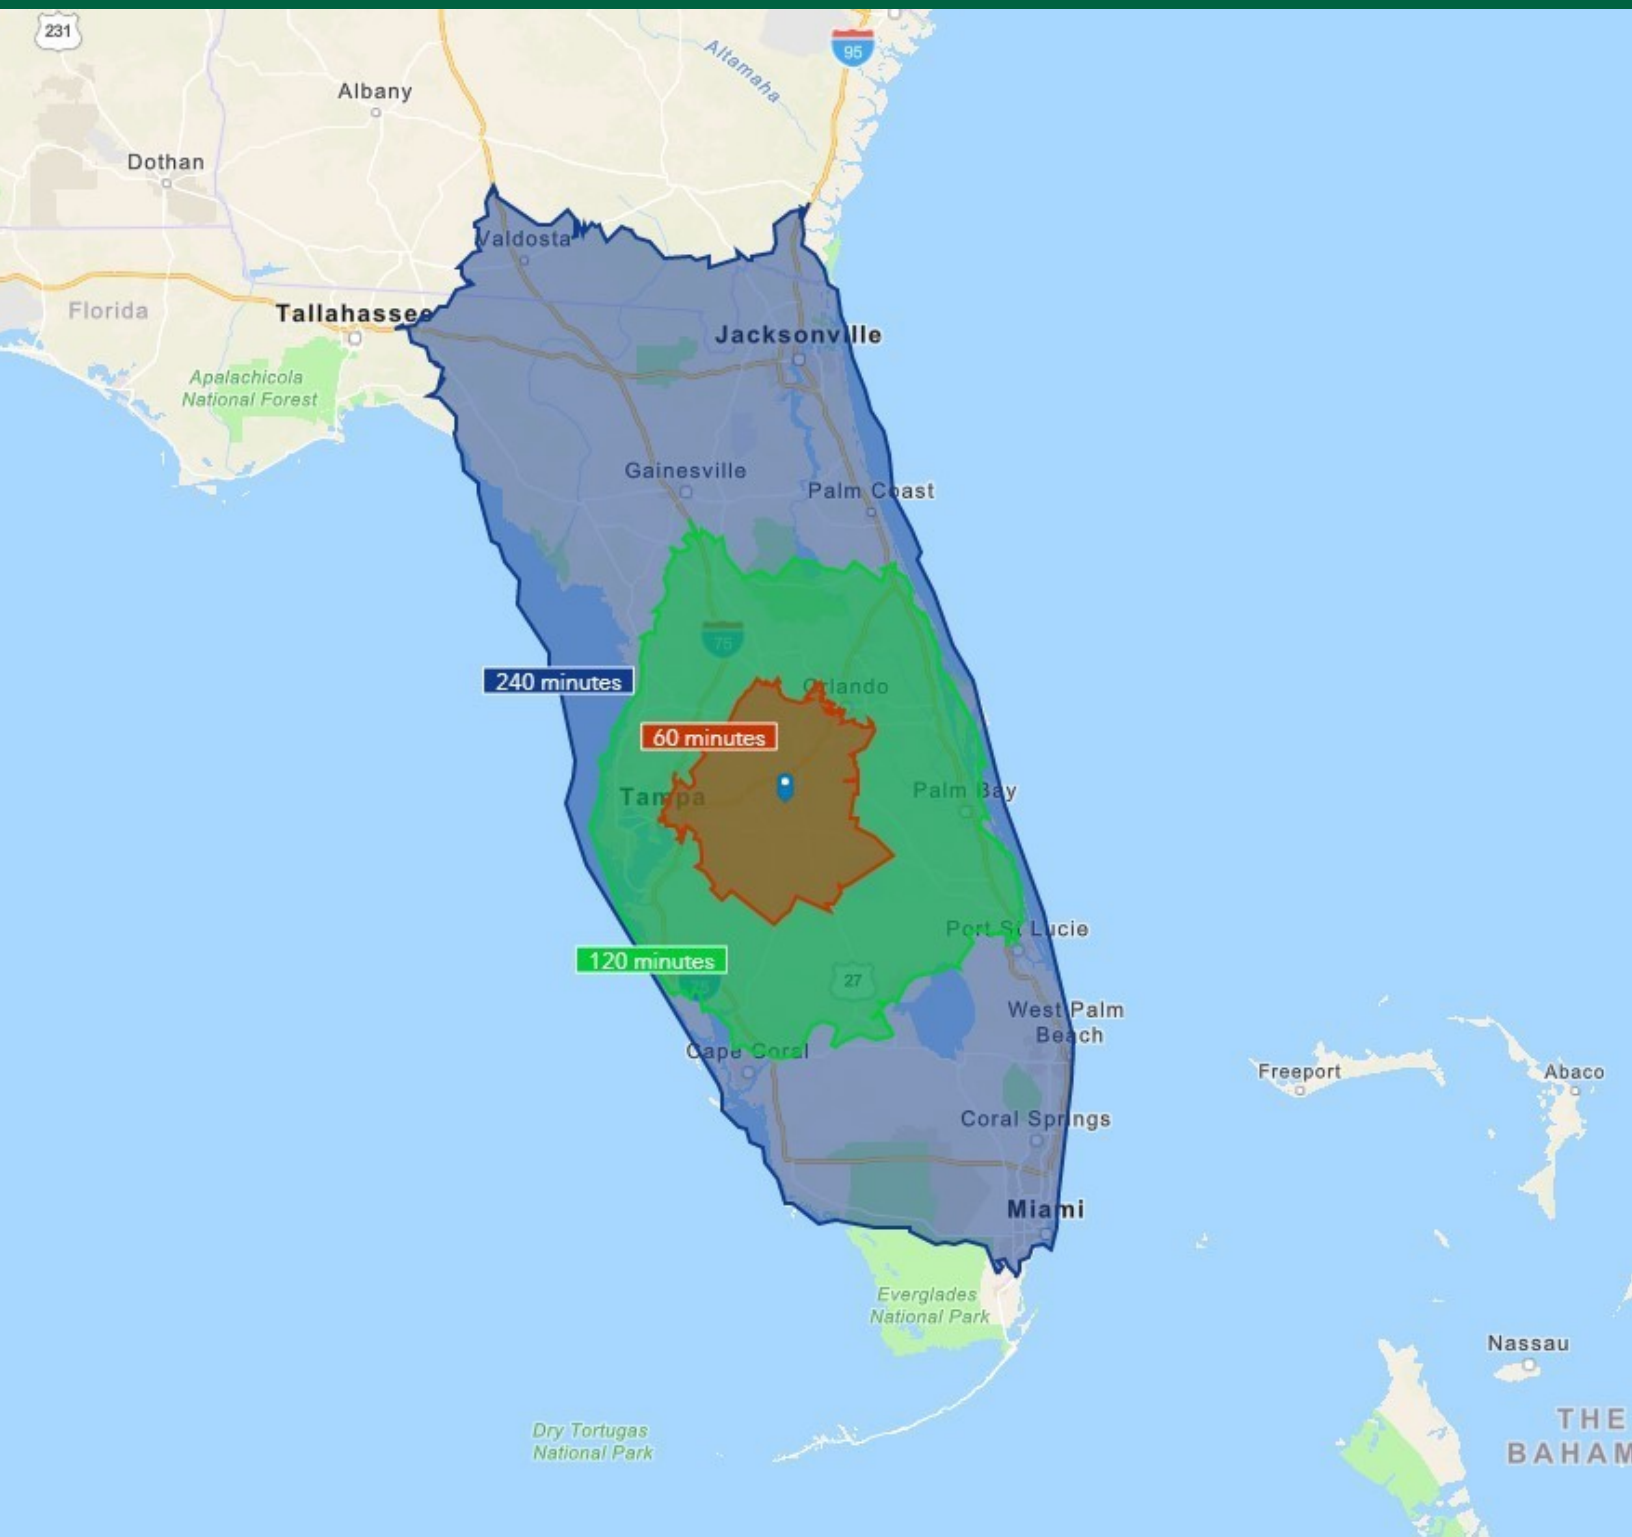 231
95
Altamaha
Albany
Dothan
Valdosta
Florida
Tallahassee
Jacksonville
Apalachicola
National Forest
Gainesville
Palm Coast
75
240 minutes
Orlando
60 minutes
Tampa
Palm Bay
Port St Lucie
120 minutes
75
27
West Palm
Beach
Cape Coral
Freeport
Abaco
Coral Springs
Miami
Everglades
National Park
Nassau
Dry Tortugas
National Park
THE
BAHAM